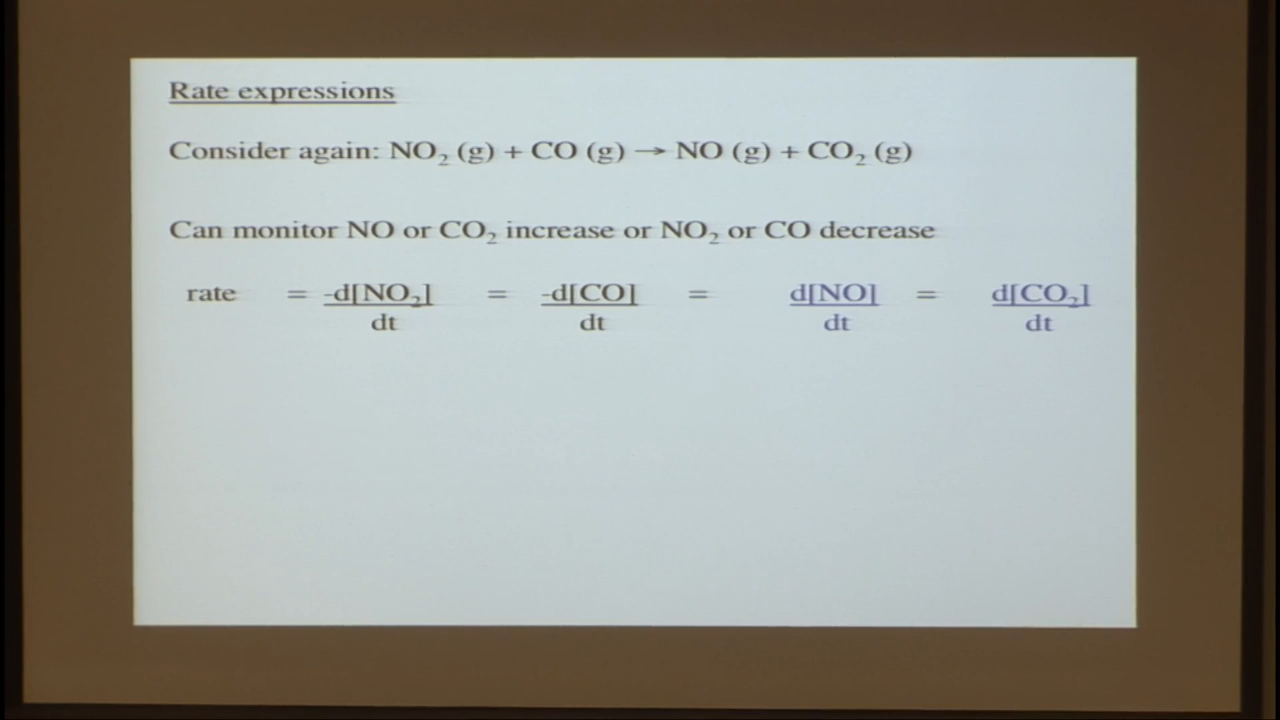 Rate expressions
Consider again: NO₂ (g) + CO (g) → NO (g) + CO₂ (g)
Can monitor NO or CO₂ increase or NO₂ or CO decrease
rate = -d[NO₂] = -d[CO] = d[NO] = d[CO₂]
dt dt dt dt